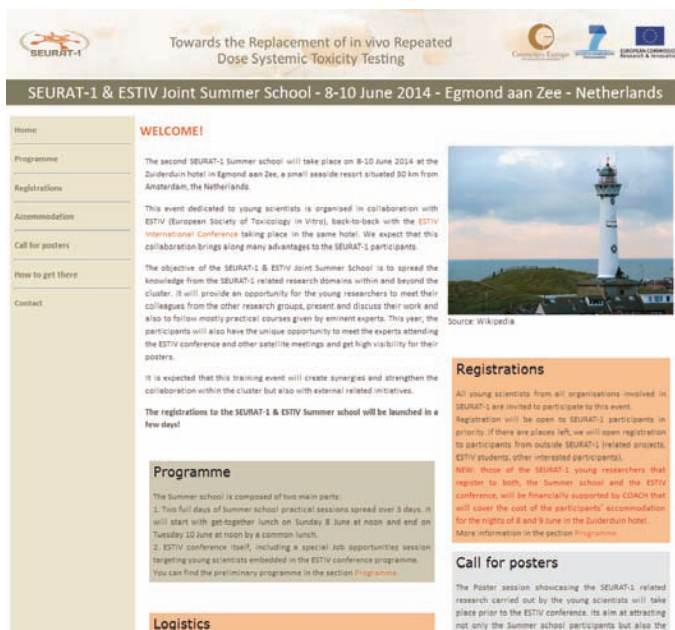 SEURAT-1
Towards the Replacement of in vivo Repeated
Dose Systemic Toxicity Testing
Cosmetics Europe
7
EUROPEAN COMMISSION
Research & Innovation
SEURAT-1 & ESTIV Joint Summer School - 8-10 June 2014 - Egmond aan Zee - Netherlands
Home
Programme
Registrations
Accommodation
Call for posters
How to get there
Contact
WELCOME!
The second SEURAT-1 Summer school will take place on 8-10 June 2014 at the
Zuiderduin hotel in Egmond aan Zee, a small seaside resort situated 30 km from
Amsterdam, the Netherlands.
This event dedicated to young scientists is organised in collaboration with
ESTIV (European Society of Toxicology in Vitro), back-to-back with the ESTIV
International Conference taking place in the same hotel. We expect that this
collaboration brings along many advantages to the SEURAT-1 participants.
The objective of the SEURAT-1 & ESTIV Joint Summer School is to spread the
knowledge from the SEURAT-1 related research domains within and beyond the
cluster. It will provide an opportunity for the young researchers to meet their
colleagues from the other research groups, present and discuss their work and
also to follow mostly practical courses given by eminent experts. This year, the
participants will also have the unique opportunity to meet the experts attending
the ESTIV conference and other satellite meetings and get high visibility for their
posters.
It is expected that this training event will create synergies and strengthen the
collaboration within the cluster but also with external related initiatives.
The registrations to the SEURAT-1 & ESTIV Summer school will be launched in a
few days!
Programme
The Summer school is composed of two main parts:
1. Two full days of Summer school practical sessions spread over 3 days. It
will start with get-together lunch on Sunday 8 June at noon and end on
Tuesday 10 June at noon by a common lunch.
2. ESTIV conference itself, including a special Job opportunities session
targeting young scientists embedded in the ESTIV conference programme.
You can find the preliminary programme in the section Programme.
Logistics
Source: Wikipedia
Registrations
All young scientists from all organisations involved in
SEURAT-1 are invited to participate to this event.
Registration will be open to SEURAT-1 participants in
priority. If there are places left, we will open registration
to participants from outside SEURAT-1 (related projects,
ESTIV students, other interested participants).
NEW: those of the SEURAT-1 young researchers that
register to both, the Summer school and the ESTIV
conference, will be financially supported by COACH that
will cover the cost of the participants' accommodation
for the nights of 8 and 9 June in the Zuiderduin hotel.
More information in the section Programme.
Call for posters
The Poster session showcasing the SEURAT-1 related
research carried out by the young scientists will take
place prior to the ESTIV conference. Its aim at attracting
not only the Summer school participants but also the